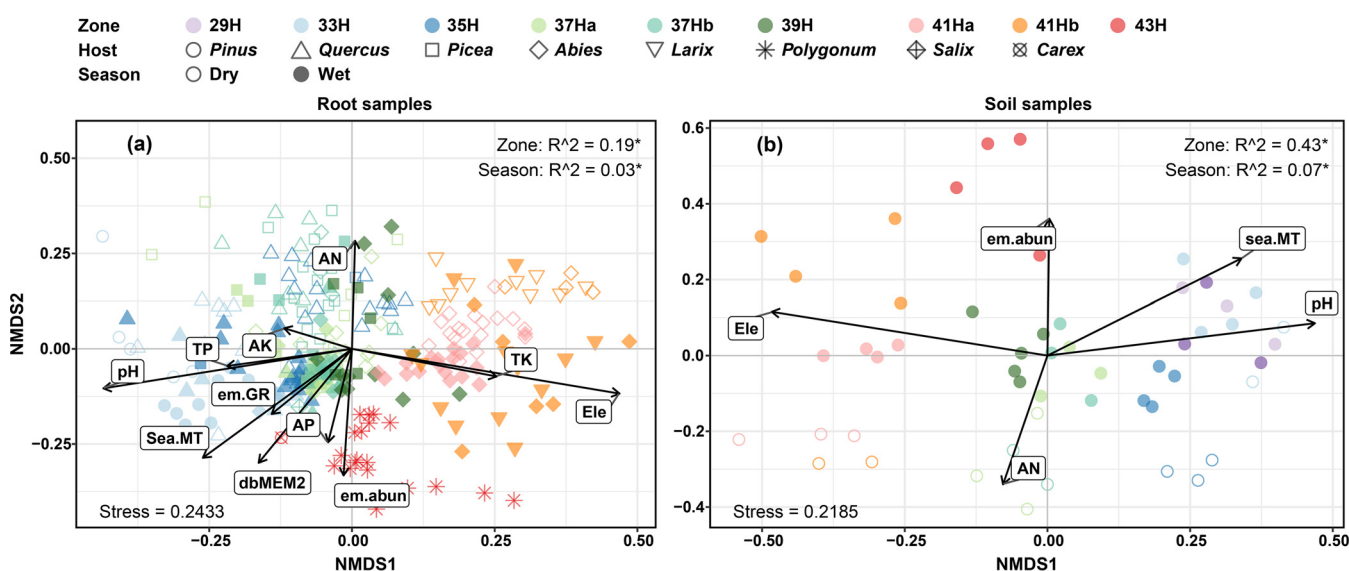 Zone 29H 33H 35H 37Ha 37Hb 39H 41Ha 41Hb 43H
Host Pinus Quercus Picea Abies Larix Polygonum Salix Carex
Season Dry Wet
Root samples
(a)
Zone: R^2 = 0.19*
Season: R^2 = 0.03*
NMDS2
0.50
0.25
0.00
−0.25
AN
AK
TP
pH
em.GR
AP
Sea.MT
dbMEM2
em.abun
TK
Ele
Stress = 0.2433
−0.25 0.00 0.25 0.50
NMDS1
Soil samples
(b)
Zone: R^2 = 0.43*
Season: R^2 = 0.07*
0.6
0.4
0.2
0.0
−0.2
−0.4
em.abun
sea.MT
pH
Ele
AN
Stress = 0.2185
−0.50 −0.25 0.00 0.25 0.50
NMDS1